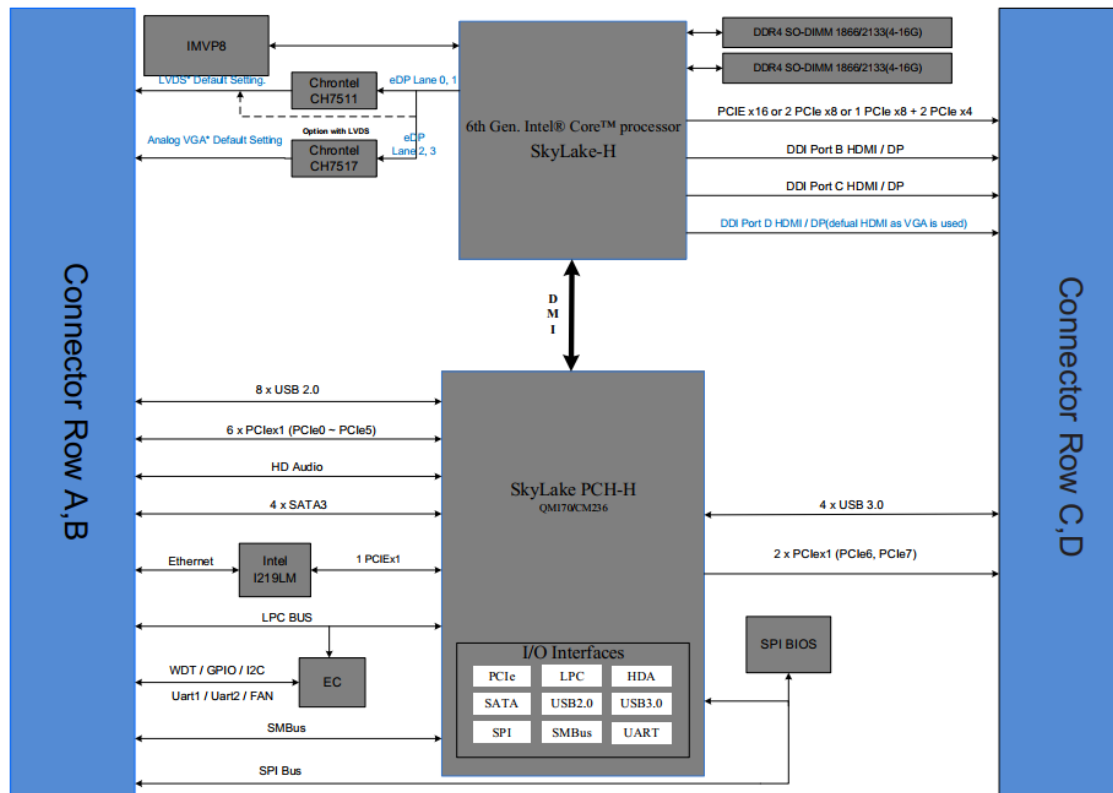 IMVP8
DDR4 SO-DIMM 1866/2133(4-16G)
DDR4 SO-DIMM 1866/2133(4-16G)
LVDS* Default Setting.
Chrontel
CH7511
eDP Lane 0, 1
Option with LVDS
Analog VGA* Default Setting
Chrontel
CH7517
eDP
Lane 2, 3
6th Gen. Intel® Core™ processor
SkyLake-H
PCIE x16 or 2 PCIe x8 or 1 PCIe x8 + 2 PCIe x4
DDI Port B HDMI / DP
DDI Port C HDMI / DP
DDI Port D HDMI / DP(defual HDMI as VGA is used)
Connector Row A,B
Connector Row C,D
DMI
8 x USB 2.0
6 x PCIex1 (PCIe0 ~ PCIe5)
HD Audio
4 x SATA3
Ethernet
Intel
I219LM
1 PCIEx1
LPC BUS
WDT / GPIO / I2C
Uart1 / Uart2 / FAN
EC
SMBus
SPI Bus
SkyLake PCH-H
QM170/CM236
4 x USB 3.0
2 x PCIex1 (PCIe6, PCIe7)
SPI BIOS
I/O Interfaces
PCIe LPC HDA
SATA USB2.0 USB3.0
SPI SMBus UART